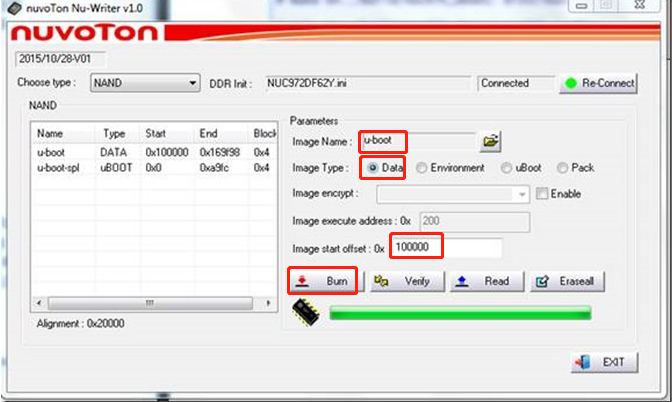 nuvoTon Nu-Writer v1.0
nuvoTon
2015/10/28-V01
Choose type : NAND DDR Init : NUC972DF62Y.ini Connected Re-Connect
NAND
Parameters
Name Type Start End Block
u-boot DATA 0x100000 0x169f98 0x4
u-boot-spl uBOOT 0x0 0xa9fc 0x4
Image Name : u-boot
Image Type : Data Environment uBoot Pack
Image encrypt : Enable
Image execute address : 0x 200
Image start offset : 0x 100000
Burn Verify Read Eraseall
Alignment : 0x20000
EXIT